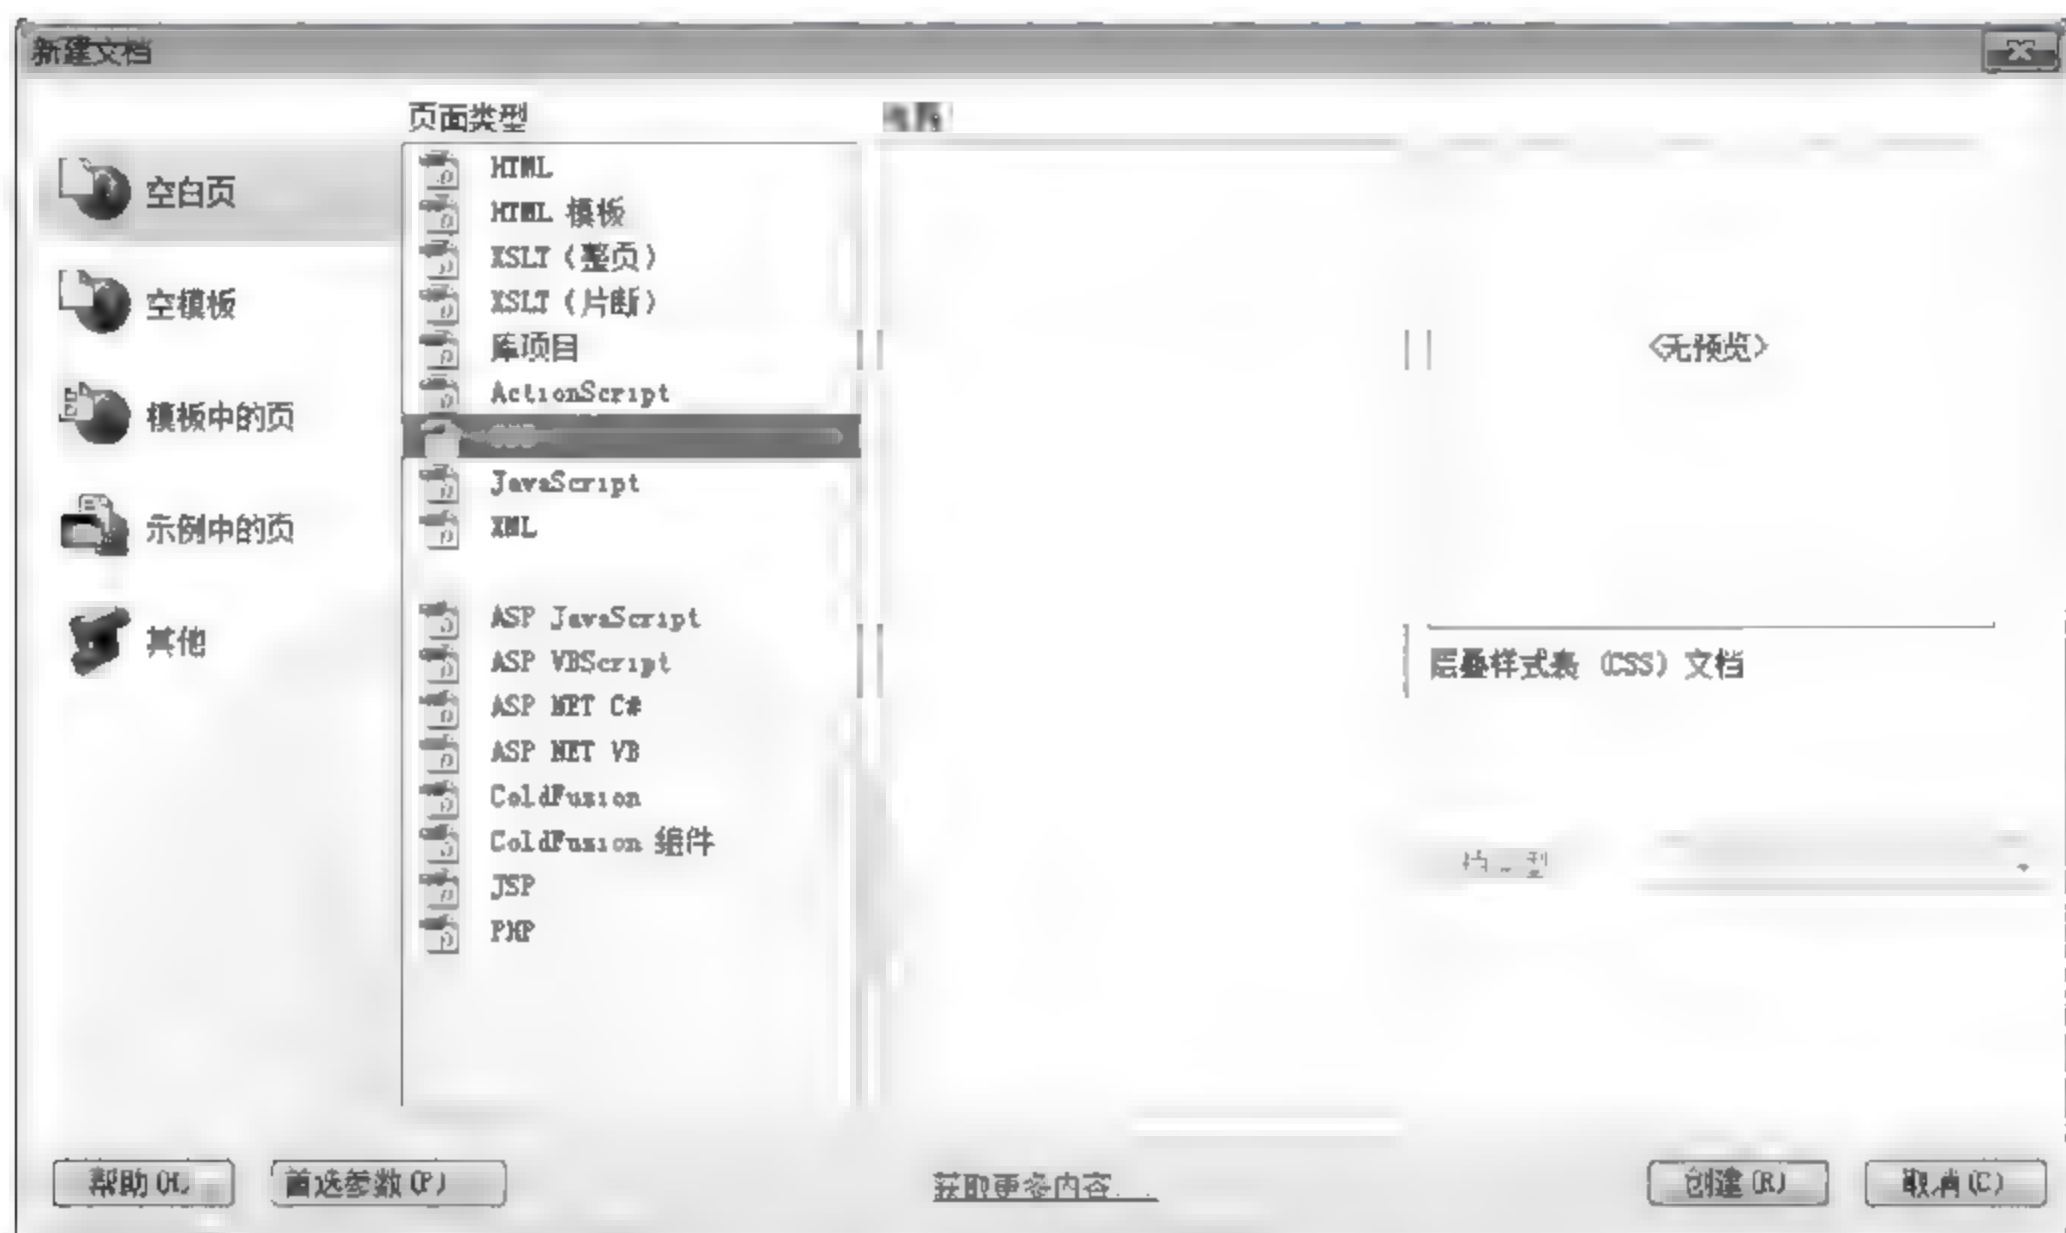 新建文档
页面类型
空白页
空模板
模板中的页
示例中的页
其他
HTML
HTML 模板
XSLT（整页）
XSLT（片断）
库项目
ActionScript
JavaScript
XML
ASP JavaScript
ASP VBScript
ASP NET C#
ASP NET VB
ColdFusion
ColdFusion 组件
JSP
PHP
<无预览>
层叠样式表 (CSS) 文档
帮助(H)
首选参数(P)
获取更多内容...
创建(R)
取消(C)